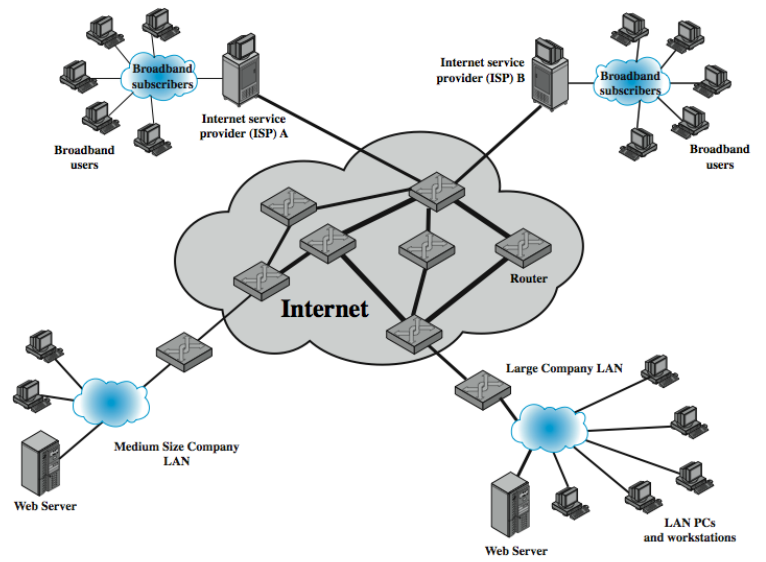 Broadband
subscribers
Internet service
provider (ISP) A
Broadband
users
Internet service
provider (ISP) B
Broadband
subscribers
Broadband
users
Router
Internet
Large Company LAN
Medium Size Company
LAN
Web Server
LAN PCs
and workstations
Web Server